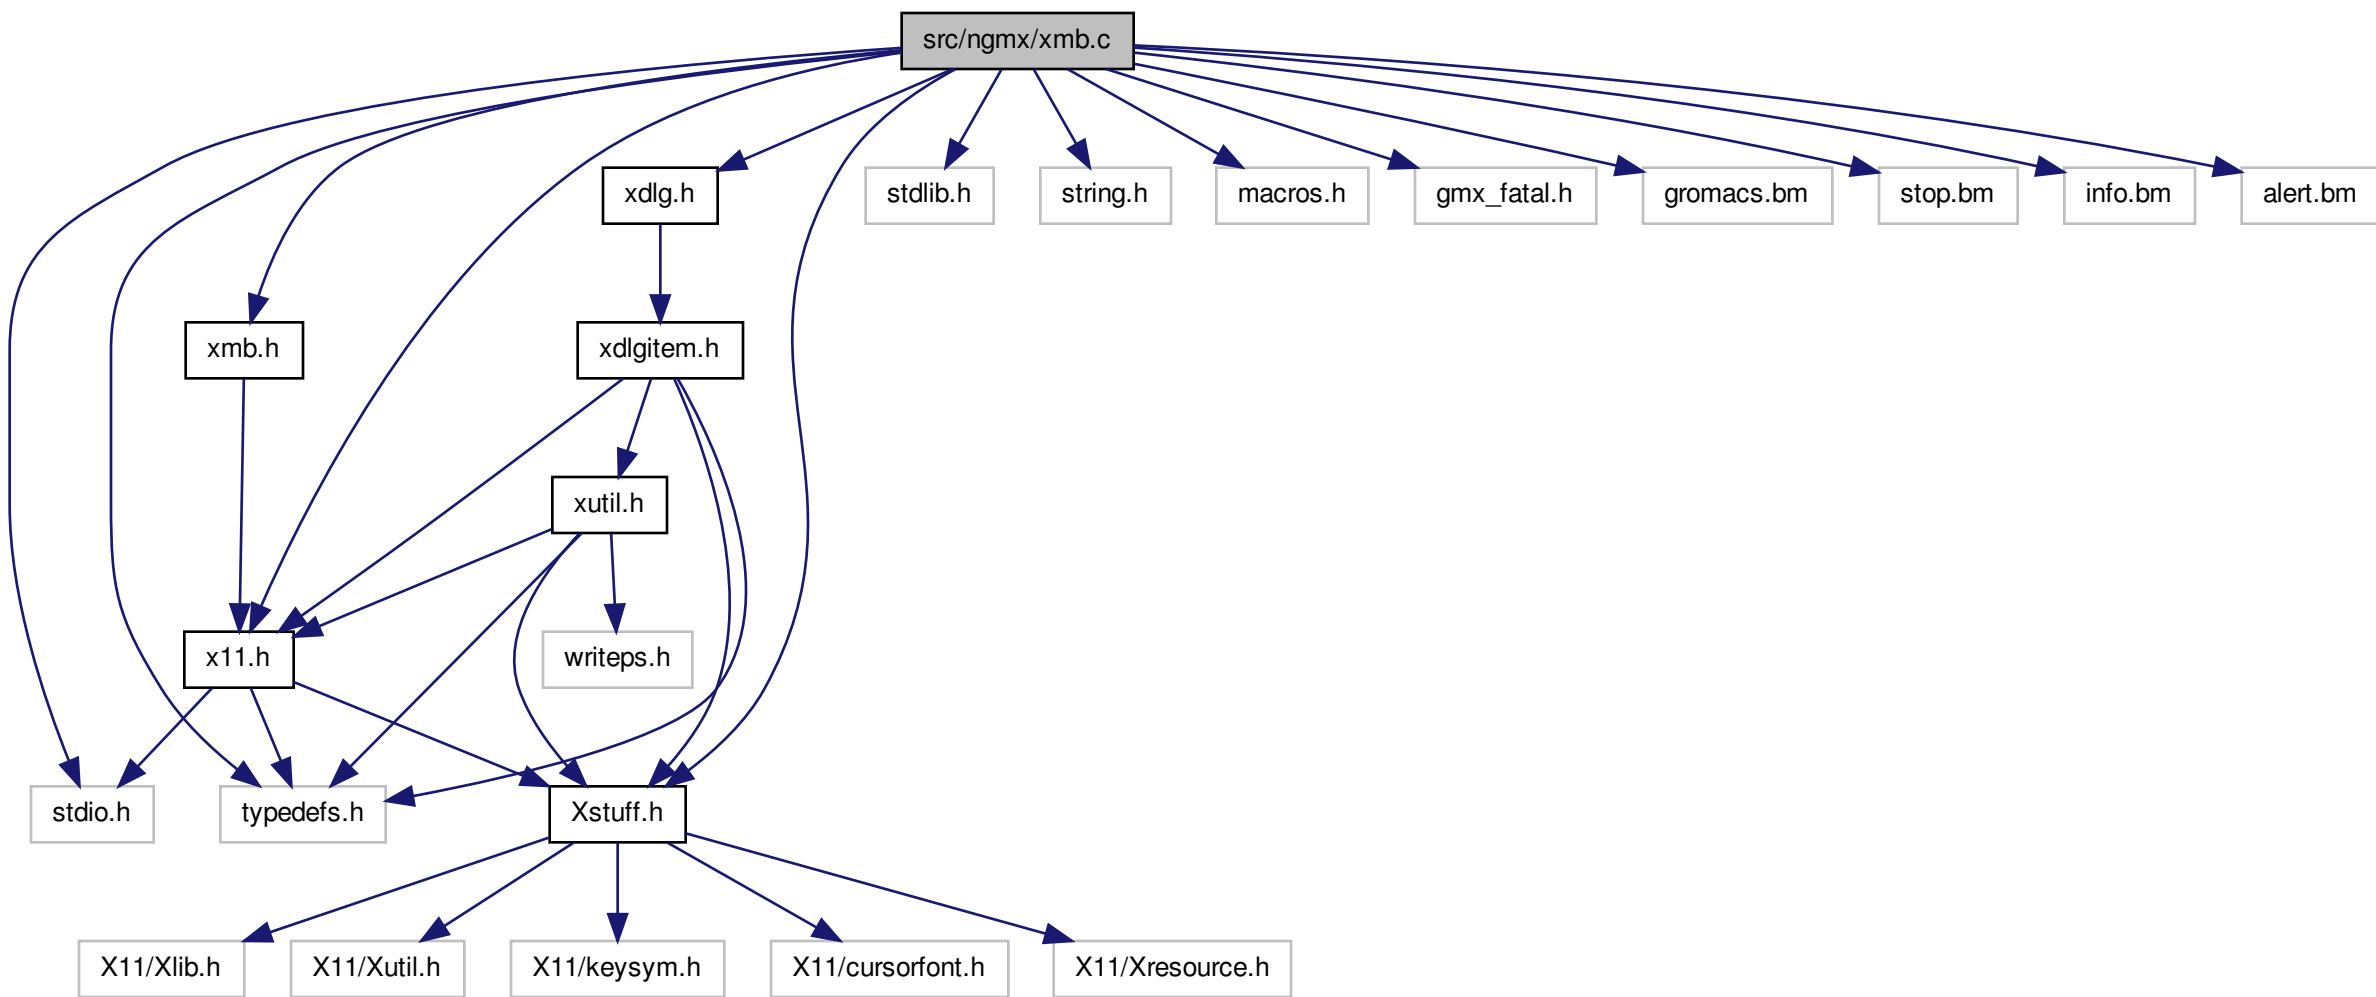 src/ngmx/xmb.c
xdlg.h
stdlib.h
string.h
macros.h
gmx_fatal.h
gromacs.bm
stop.bm
info.bm
alert.bm
xmb.h
xdlgitem.h
xutil.h
x11.h
writeps.h
stdio.h
typedefs.h
Xstuff.h
X11/Xlib.h
X11/Xutil.h
X11/keysym.h
X11/cursorfont.h
X11/Xresource.h